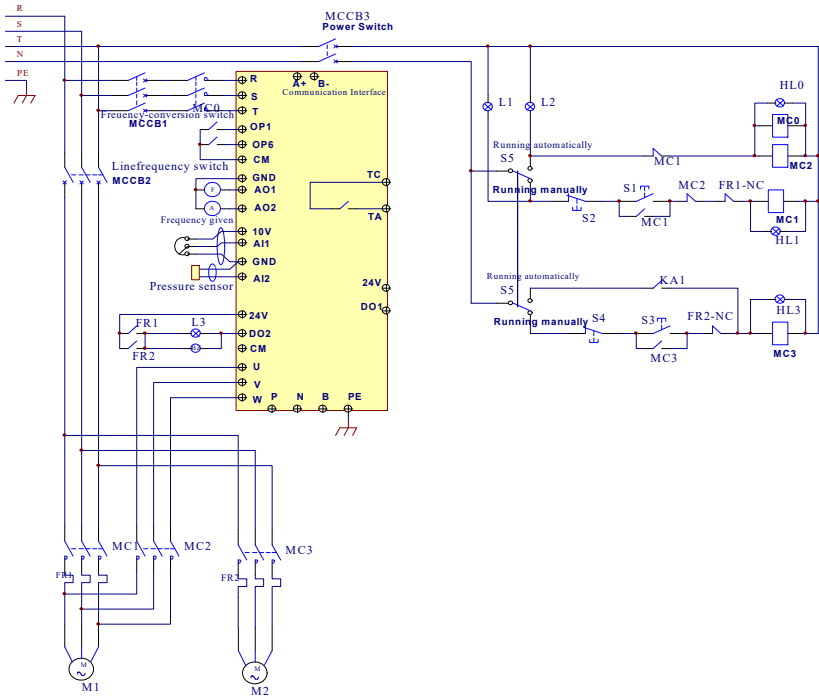 R
S
T
N
PE
MCCB3
Power Switch
A+ B-
Communication Interface
R
S
T
OP1
OP6
CM
GND
AO1
AO2
10V
AI1
GND
AI2
24V
DO2
CM
U
V
W
P N B PE
TC
TA
24V
DO1
MC0
MCCB1
Freuency-conversion switch
Linefrequency switch
MCCB2
F
A
Frequency given
Pressure sensor
FR1 L3
FR2
L1 L2
HL0
MC0
MC2
MC1
Running automatically
S5
Running manually
S2
S1
MC1
MC2 FR1-NC
MC1
HL1
Running automatically
S5
Running manually
S4
S3
MC3
KA1
FR2-NC
HL3
MC3
MC1 MC2 MC3
FR1 FR2
M
M1
M
M2